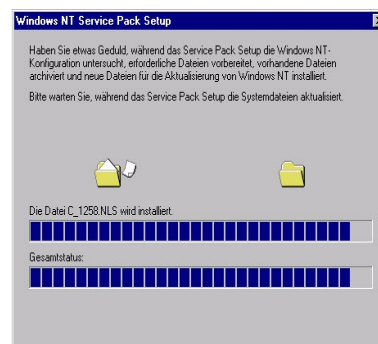 Windows NT Service Pack Setup
Haben Sie etwas Geduld, während das Service Pack Setup die Windows NT-
Konfiguration untersucht, erforderliche Dateien vorbereitet, vorhandene Dateien
archiviert und neue Dateien für die Aktualisierung von Windows NT installiert.
Bitte warten Sie, während das Service Pack Setup die Systemdateien aktualisiert.
Die Datei C_1258.NLS wird installiert.
Gesamtstatus: